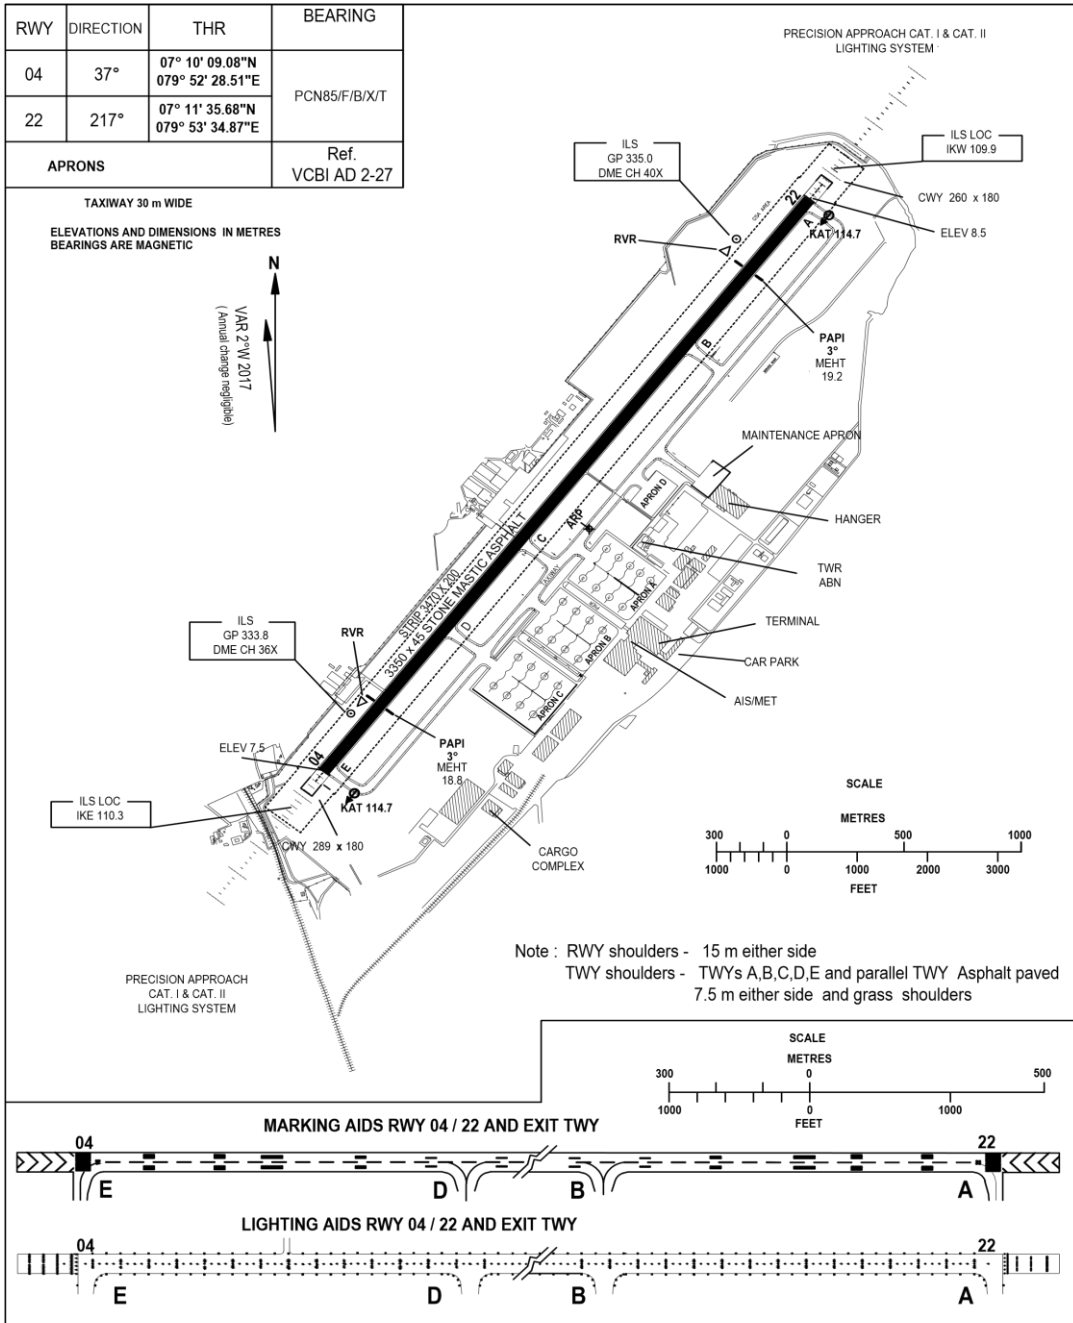 RWY DIRECTION THR BEARING
04 37° 07° 10' 09.08"N
079° 52' 28.51"E
PCN85/F/B/X/T
22 217° 07° 11' 35.68"N
079° 53' 34.87"E
APRONS Ref.
VCBI AD 2-27
TAXIWAY 30 m WIDE
ELEVATIONS AND DIMENSIONS IN METRES
BEARINGS ARE MAGNETIC
N
VAR 2°W 2017
( Annual change negligible)
PRECISION APPROACH CAT. I & CAT. II
LIGHTING SYSTEM
ILS
GP 335.0
DME CH 40X
ILS LOC
IKW 109.9
CWY 260 x 180
ELEV 8.5
22
A
KAT 114.7
RVR
PAPI
3°
MEHT
19.2
B
MAINTENANCE APRON
HANGER
APRON D
ARP
TWR
ABN
C
TAXIWAY
APRON A
TERMINAL
CAR PARK
APRON B
AIS/MET
APRON C
STRIP 3470 X 200
3350 x 45 STONE MASTIC ASPHALT
D
ILS
GP 333.8
DME CH 36X
RVR
PAPI
3°
MEHT
18.8
ELEV 7.5
04
E
KAT 114.7
ILS LOC
IKE 110.3
CWY 289 x 180
CARGO
COMPLEX
PRECISION APPROACH
CAT. I & CAT. II
LIGHTING SYSTEM
SCALE
METRES
300 0 500 1000
1000 0 1000 2000 3000
FEET
Note : RWY shoulders - 15 m either side
TWY shoulders - TWYs A,B,C,D,E and parallel TWY Asphalt paved
7.5 m either side and grass shoulders
SCALE
METRES
300 0 500
1000 0 1000
FEET
MARKING AIDS RWY 04 / 22 AND EXIT TWY
04 22
E D B A
LIGHTING AIDS RWY 04 / 22 AND EXIT TWY
04 22
E D B A